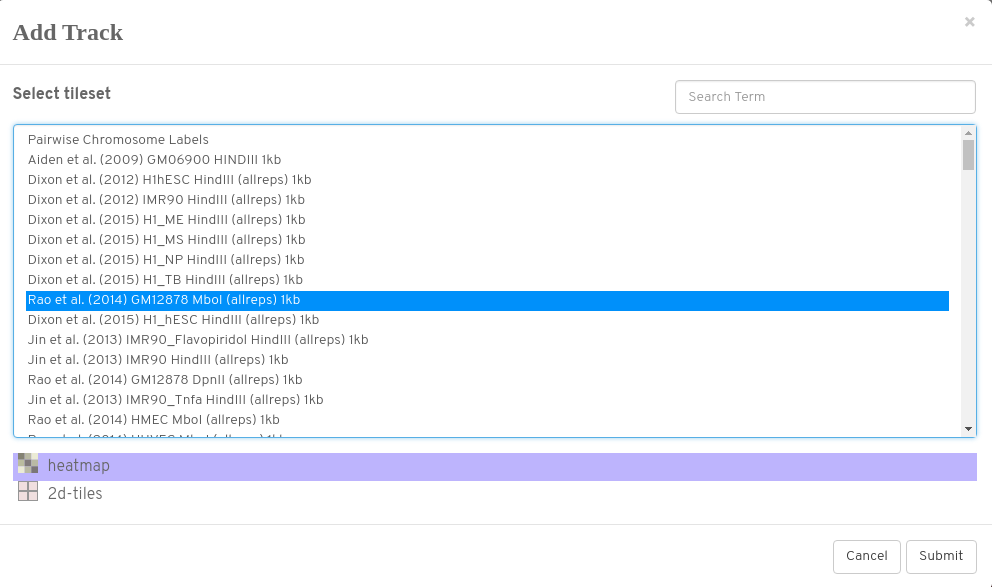 Add Track
×
Select tileset
Search Term
Pairwise Chromosome Labels
Aiden et al. (2009) GM06900 HINDIII 1kb
Dixon et al. (2012) H1hESC HindIII (allreps) 1kb
Dixon et al. (2012) IMR90 HindIII (allreps) 1kb
Dixon et al. (2015) H1_ME HindIII (allreps) 1kb
Dixon et al. (2015) H1_MS HindIII (allreps) 1kb
Dixon et al. (2015) H1_NP HindIII (allreps) 1kb
Dixon et al. (2015) H1_TB HindIII (allreps) 1kb
Rao et al. (2014) GM12878 MboI (allreps) 1kb
Dixon et al. (2015) H1_hESC HindIII (allreps) 1kb
Jin et al. (2013) IMR90_Flavopiridol HindIII (allreps) 1kb
Jin et al. (2013) IMR90 HindIII (allreps) 1kb
Rao et al. (2014) GM12878 DpnII (allreps) 1kb
Jin et al. (2013) IMR90_Tnfa HindIII (allreps) 1kb
Rao et al. (2014) HMEC MboI (allreps) 1kb
heatmap
2d-tiles
Cancel
Submit